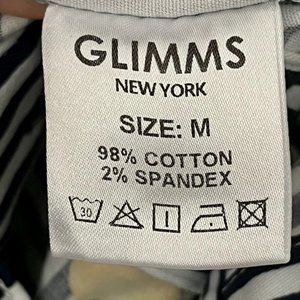 GLIMMS
NEW YORK
SIZE: M
98% COTTON
2% SPANDEX
30